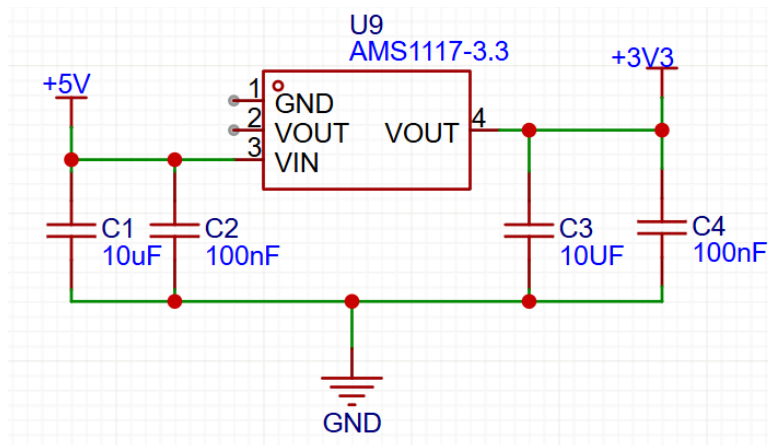 U9
AMS1117-3.3
+5V
+3V3
1
GND
2
VOUT
VOUT
4
3
VIN
C1
10uF
C2
100nF
C3
10UF
C4
100nF
GND